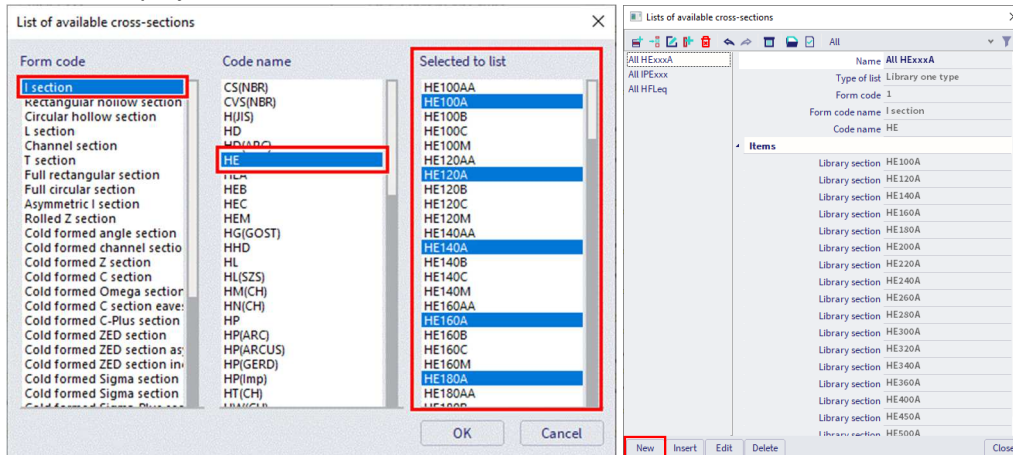 List of available cross-sections
Form code
I section
Rectangular hollow section
Circular hollow section
L section
Channel section
T section
Full rectangular section
Full circular section
Asymmetric I section
Rolled Z section
Cold formed angle section
Cold formed channel sectio
Cold formed Z section
Cold formed C section
Cold formed Omega section
Cold formed C section eave
Cold formed C-Plus section
Cold formed ZED section
Cold formed ZED section as
Cold formed ZED section in
Cold formed Sigma section
Cold formed Sigma section
Code name
CS(NBR)
CVS(NBR)
H(JIS)
HD
HD(ARC)
HE
HEA
HEB
HEC
HEM
HG(GOST)
HHD
HL
HL(SZS)
HM(CH)
HN(CH)
HP
HP(ARC)
HP(ARCUS)
HP(GERD)
HP(Imp)
HT(CH)
HW(CH)
Selected to list
HE100AA
HE100A
HE100B
HE100C
HE100M
HE120AA
HE120A
HE120B
HE120C
HE120M
HE140AA
HE140A
HE140B
HE140C
HE140M
HE160AA
HE160A
HE160B
HE160C
HE160M
HE180A
HE180AA
HE180B
OK Cancel
Lists of available cross-sections
All
All HExxxA
All IPExxx
All HFLeq
Name All HExxxA
Type of list Library one type
Form code 1
Form code name I section
Code name HE
Items
Library section HE100A
Library section HE120A
Library section HE140A
Library section HE160A
Library section HE180A
Library section HE200A
Library section HE220A
Library section HE240A
Library section HE260A
Library section HE280A
Library section HE300A
Library section HE320A
Library section HE340A
Library section HE360A
Library section HE400A
Library section HE450A
Library section HE500A
New Insert Edit Delete Close